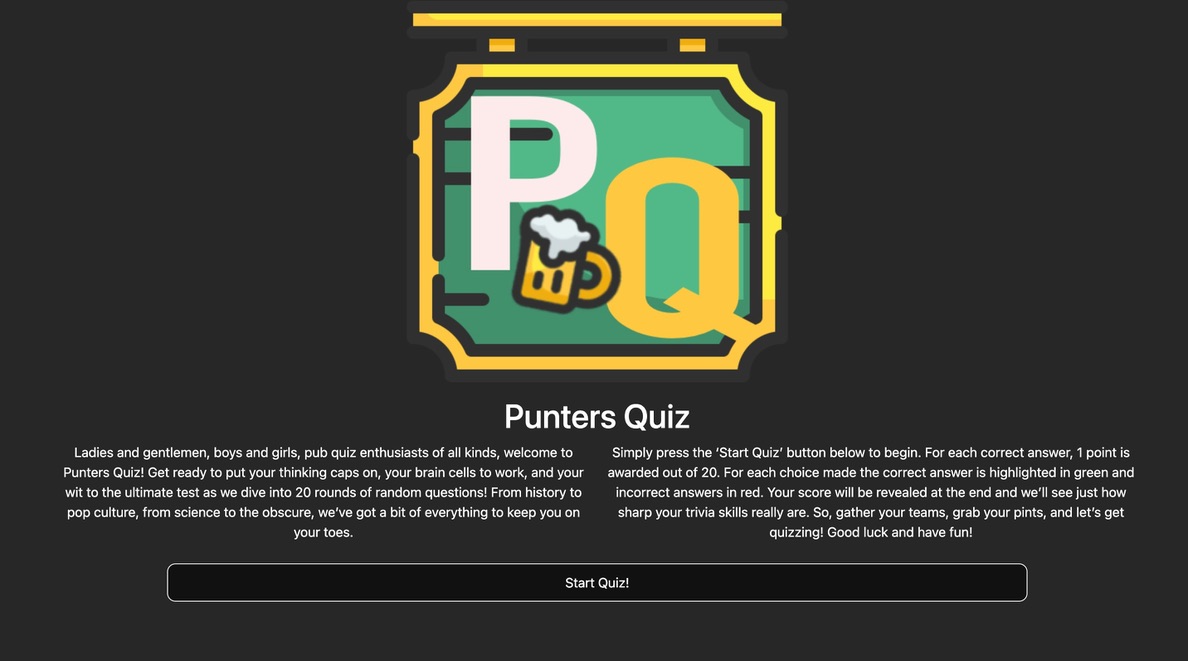 PQ
Punters Quiz
Ladies and gentlemen, boys and girls, pub quiz enthusiasts of all kinds, welcome to
Punters Quiz! Get ready to put your thinking caps on, your brain cells to work, and your
wit to the ultimate test as we dive into 20 rounds of random questions! From history to
pop culture, from science to the obscure, we’ve got a bit of everything to keep you on
your toes.
Simply press the ‘Start Quiz’ button below to begin. For each correct answer, 1 point is
awarded out of 20. For each choice made the correct answer is highlighted in green and
incorrect answers in red. Your score will be revealed at the end and we’ll see just how
sharp your trivia skills really are. So, gather your teams, grab your pints, and let’s get
quizzing! Good luck and have fun!
Start Quiz!